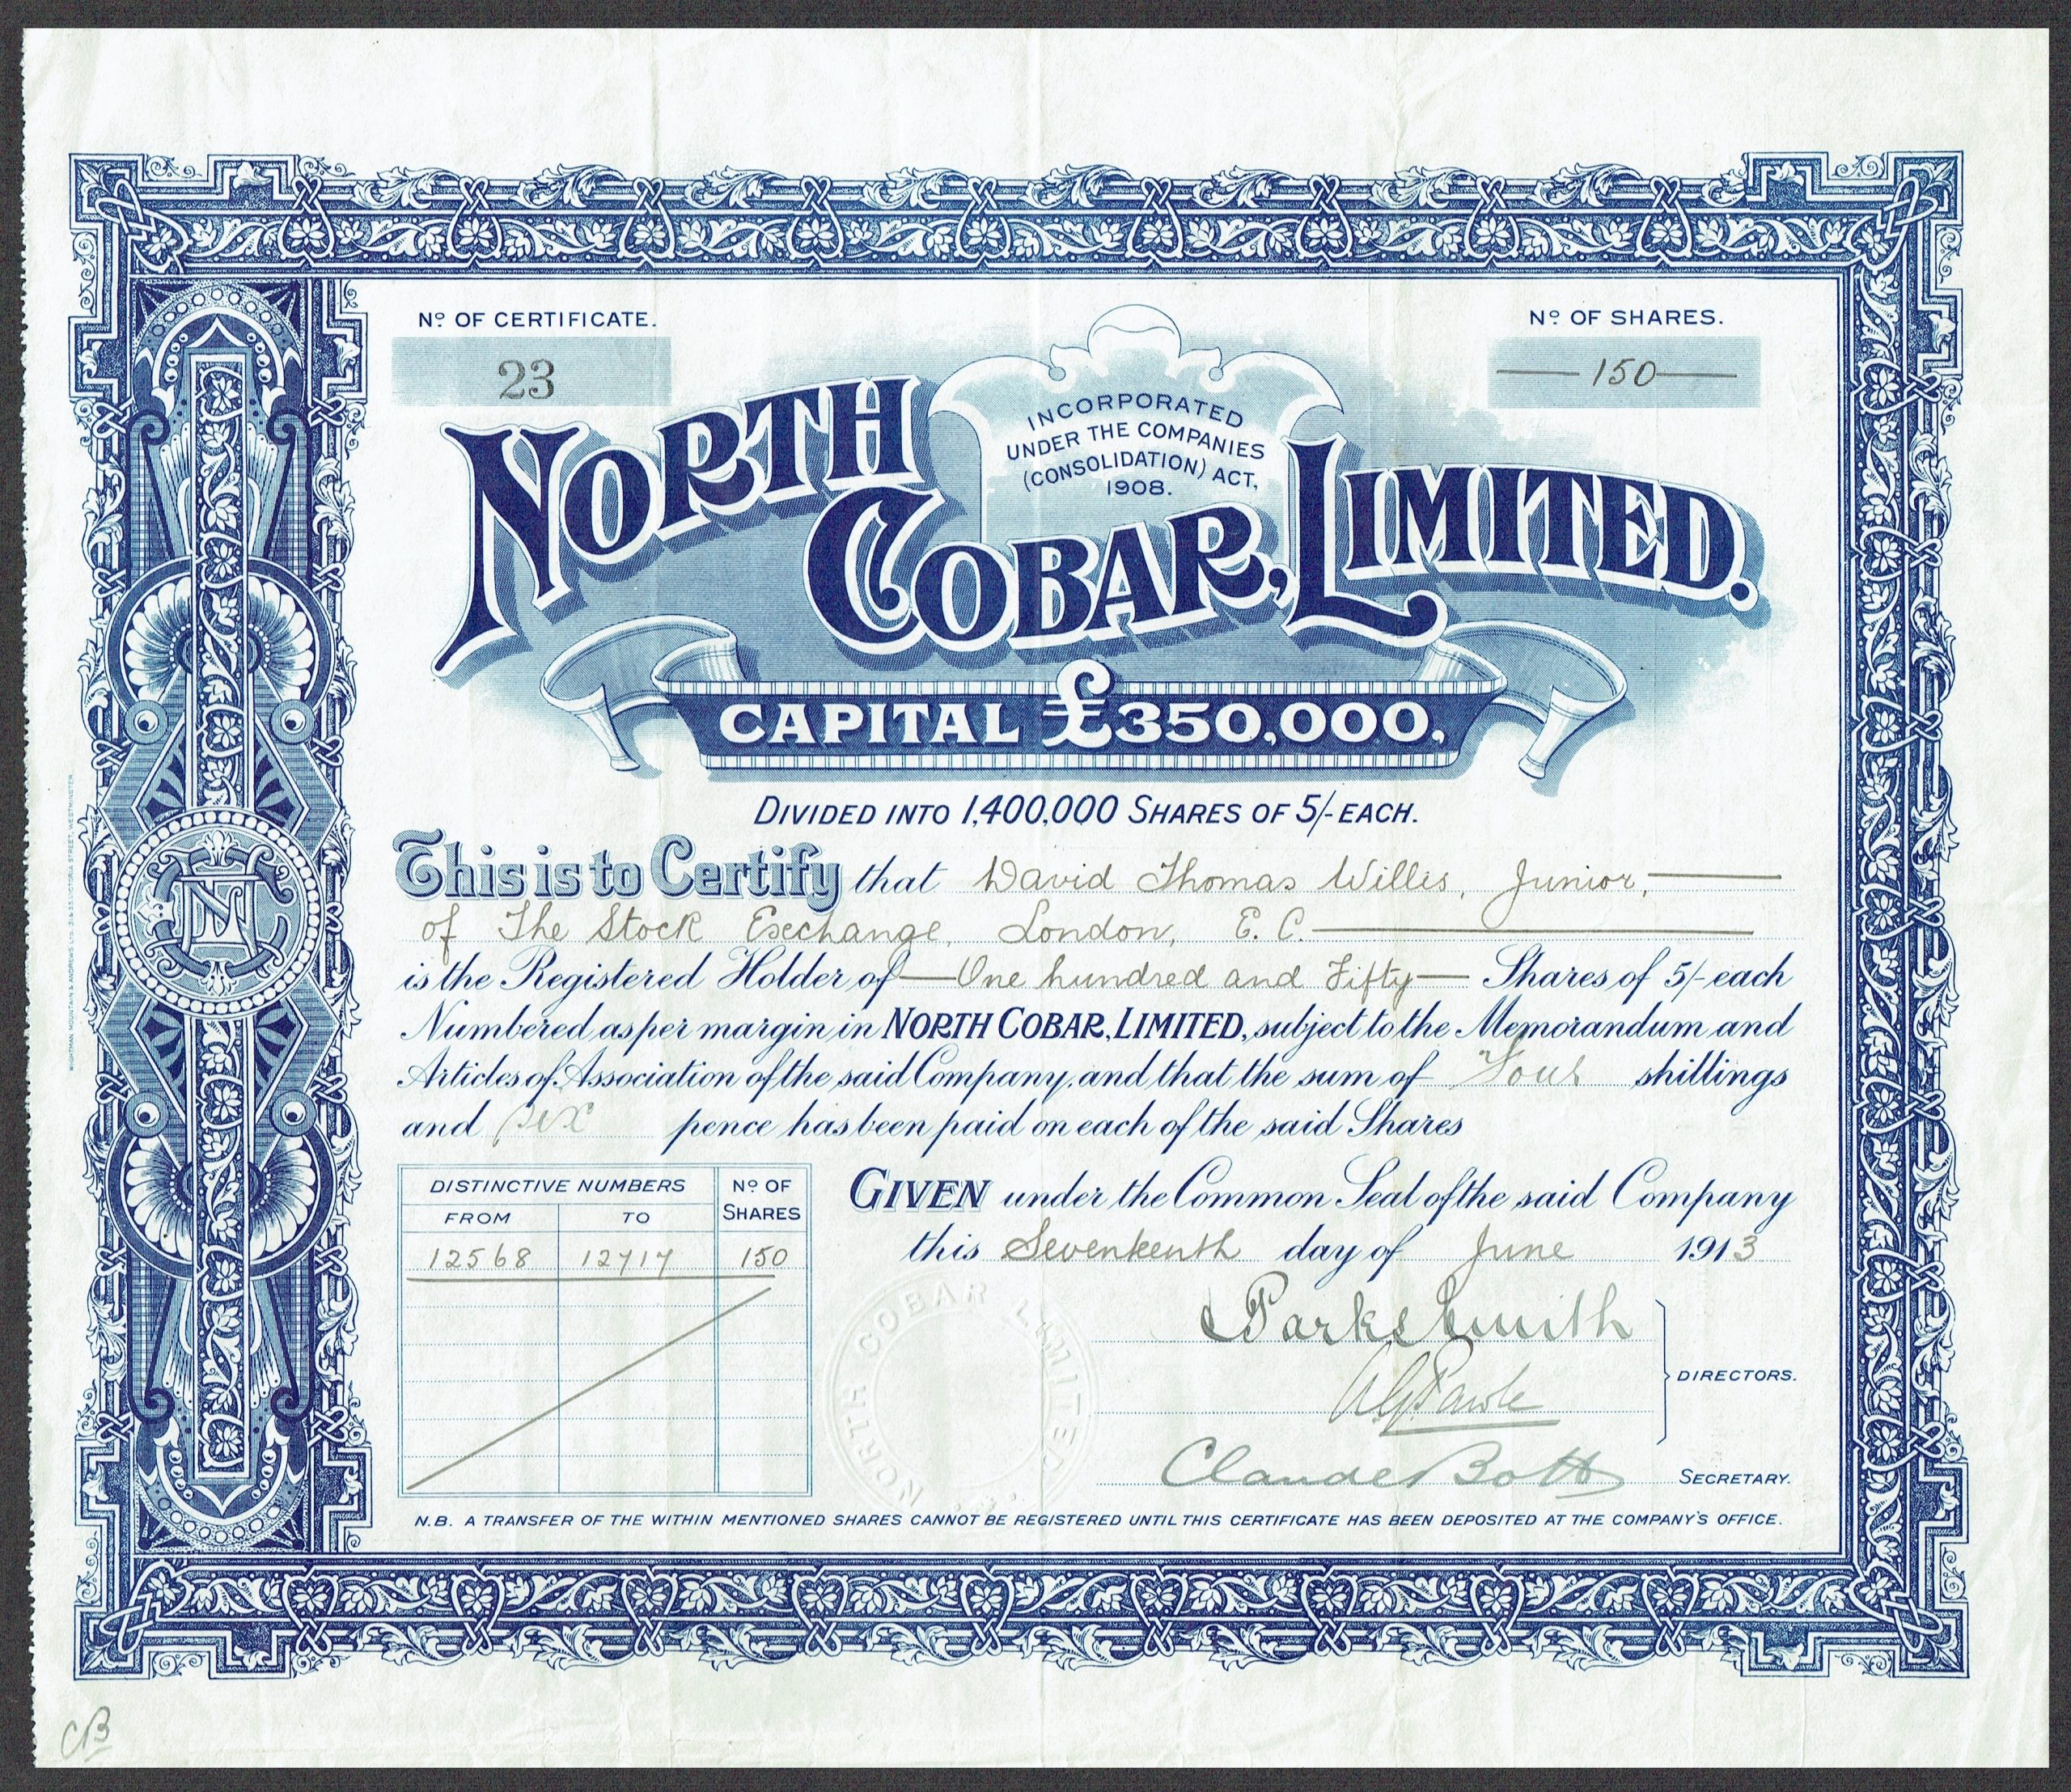 Nº OF CERTIFICATE.
23
Nº OF SHARES.
150
INCORPORATED
UNDER THE COMPANIES
(CONSOLIDATION) ACT,
1908.
NORTH COBAR, LIMITED.
CAPITAL £350,000,
DIVIDED INTO 1,400,000 SHARES OF 5/- EACH.
This is to Certify that David Thomas Willis, Junior,
of The Stock Exchange, London, E.C.
is the Registered Holder of — One hundred and Fifty — Shares of 5/- each
Numbered as per margin in NORTH COBAR, LIMITED, subject to the Memorandum and
Articles of Association of the said Company, and that the sum of Four shillings
and six pence has been paid on each of the said Shares
DISTINCTIVE NUMBERS Nº OF SHARES
FROM TO
12568 12717 150
GIVEN under the Common Seal of the said Company
this Seventeenth day of June 1913
Parke Smith
DIRECTORS.
Claude Bott SECRETARY.
NORTH COBAR LIMITED
N.B. A TRANSFER OF THE WITHIN MENTIONED SHARES CANNOT BE REGISTERED UNTIL THIS CERTIFICATE HAS BEEN DEPOSITED AT THE COMPANY'S OFFICE.
CB